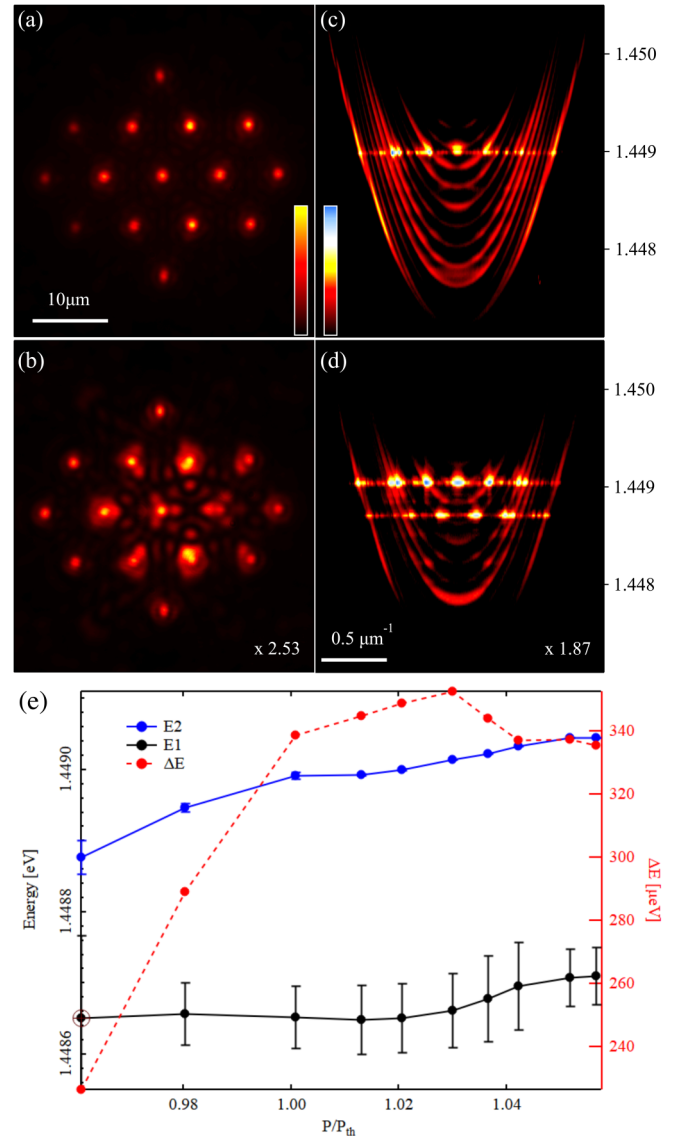 (a)
10μm
(c)
1.450
1.449
1.448
(b)
x 2.53
(d)
1.450
1.449
1.448
0.5 μm-1
x 1.87
(e)
E2
E1
ΔE
Energy [eV]
1.4490
1.4488
1.4486
340
320
300
280
260
240
ΔE [μeV]
0.98
1.00
1.02
1.04
P/Pth